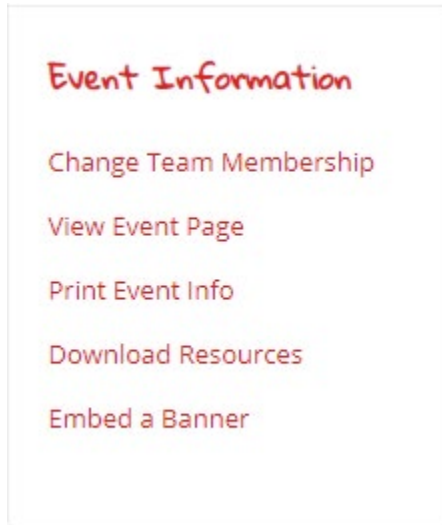 Event Information
Change Team Membership
View Event Page
Print Event Info
Download Resources
Embed a Banner